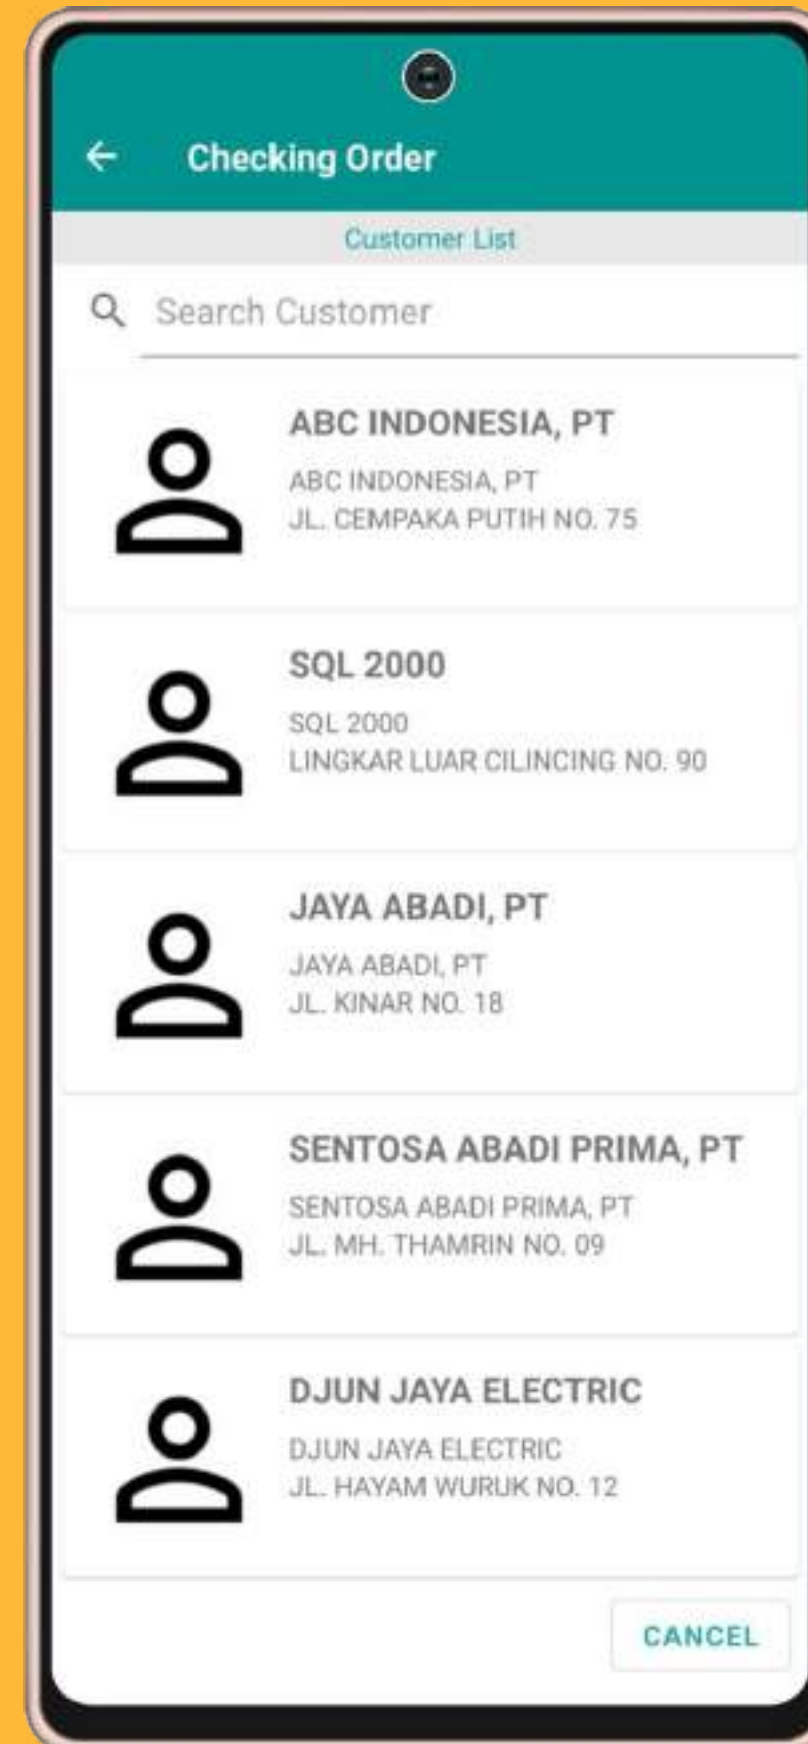 Checking Order
Customer List
Search Customer
ABC INDONESIA, PT
ABC INDONESIA, PT
JL. CEMPAKA PUTIH NO. 75
SQL 2000
SQL 2000
LINGKAR LUAR CILINCING NO. 90
JAYA ABADI, PT
JAYA ABADI, PT
JL. KINAR NO. 18
SENTOSA ABADI PRIMA, PT
SENTOSA ABADI PRIMA, PT
JL. MH. THAMRIN NO. 09
DJUN JAYA ELECTRIC
DJUN JAYA ELECTRIC
JL. HAYAM WURUK NO. 12
CANCEL